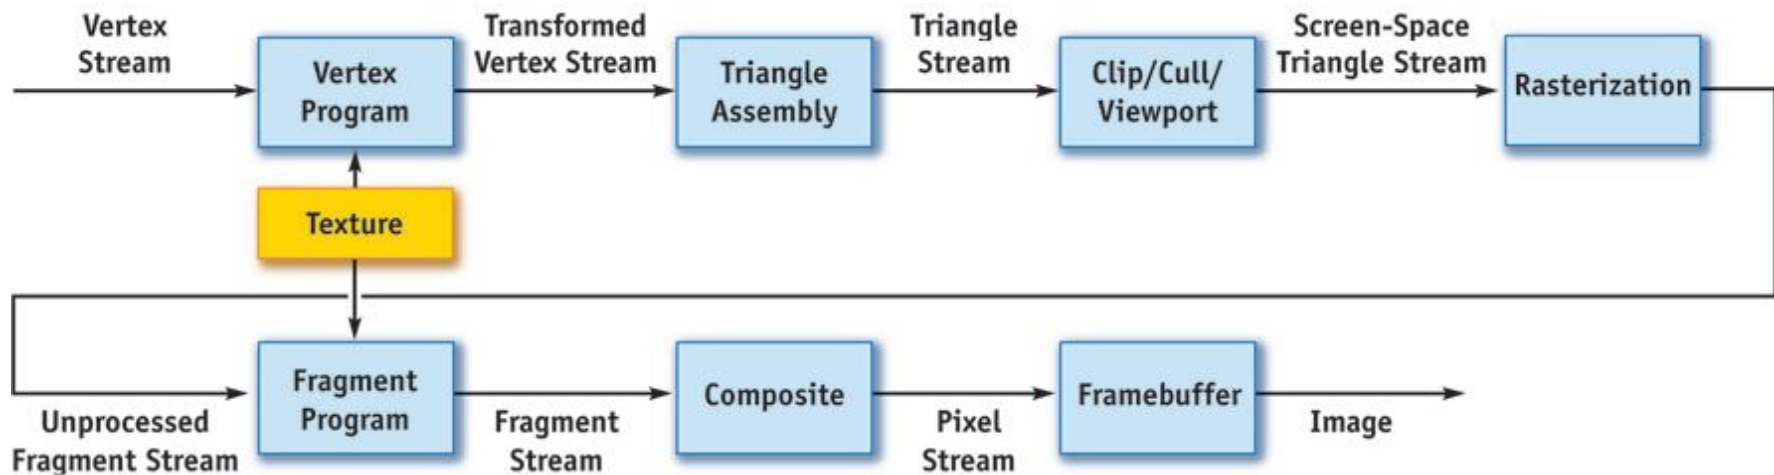 Vertex
Stream
Vertex
Program
Transformed
Vertex Stream
Triangle
Assembly
Triangle
Stream
Clip/Cull/
Viewport
Screen-Space
Triangle Stream
Rasterization
Texture
Unprocessed
Fragment Stream
Fragment
Program
Fragment
Stream
Composite
Pixel
Stream
Framebuffer
Image